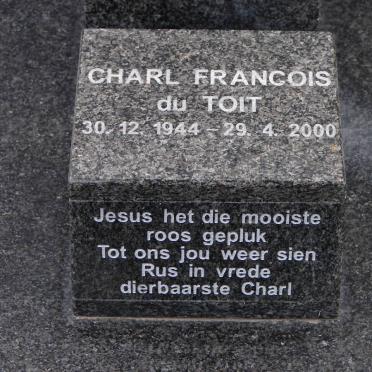 CHARL FRANCOIS
du TOIT
30. 12. 1944 - 29. 4. 2000
Jesus het die mooiste
roos gepluk
Tot ons jou weer sien
Rus in vrede
dierbaarste Charl